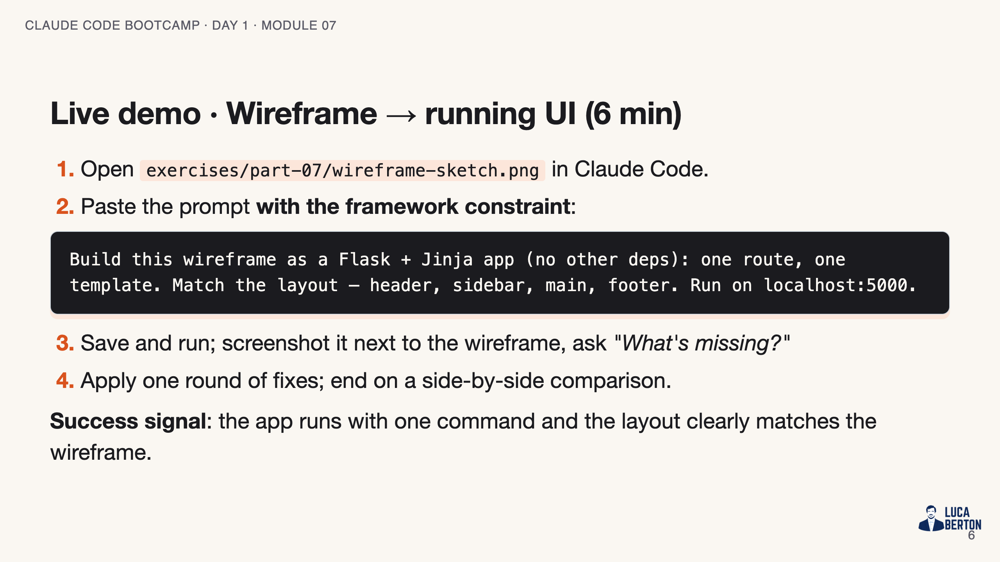 CLAUDE CODE BOOTCAMP · DAY 1 · MODULE 07
Live demo · Wireframe → running UI (6 min)
1. Open exercises/part-07/wireframe-sketch.png in Claude Code.
2. Paste the prompt with the framework constraint:
Build this wireframe as a Flask + Jinja app (no other deps): one route, one
template. Match the layout — header, sidebar, main, footer. Run on localhost:5000.
3. Save and run; screenshot it next to the wireframe, ask "What's missing?"
4. Apply one round of fixes; end on a side-by-side comparison.
Success signal: the app runs with one command and the layout clearly matches the
wireframe.
LUCA
BERTON
6